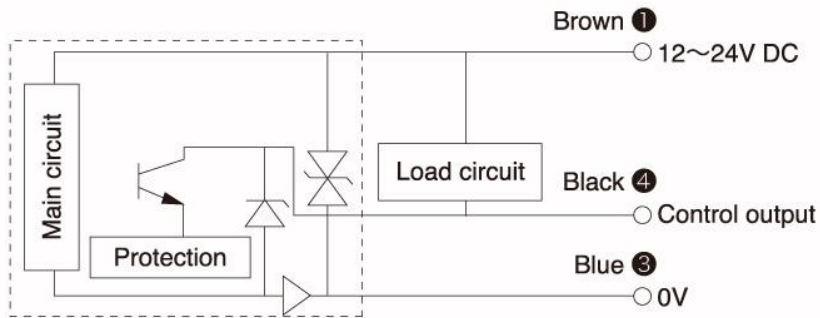 Brown ❶
12～24V DC
Main circuit
Load circuit
Black ❹
Control output
Protection
Blue ❸
0V